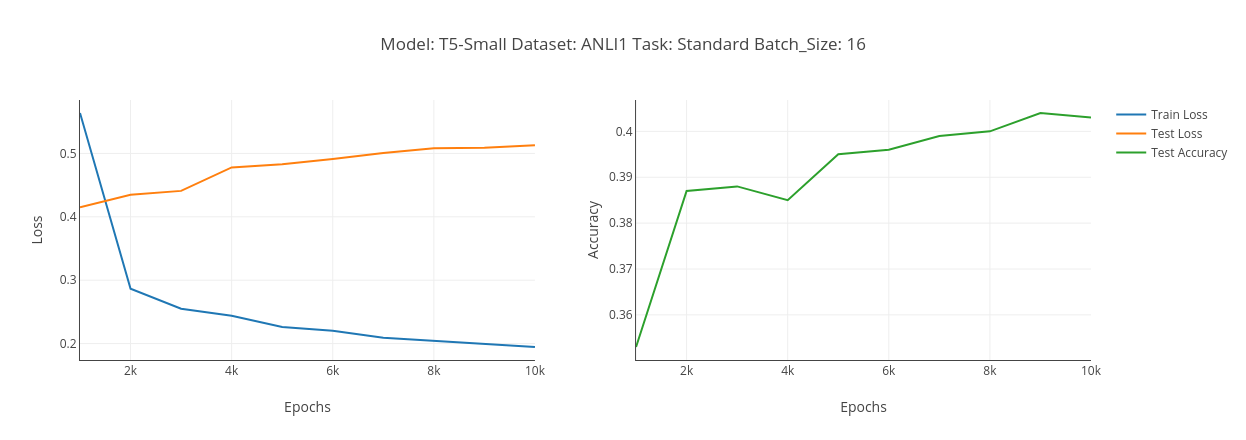 Model: T5-Small Dataset: ANLI1 Task: Standard Batch_Size: 16
Loss
0.5
0.4
0.3
0.2
2k
4k
6k
8k
10k
Epochs
Accuracy
0.4
0.39
0.38
0.37
0.36
2k
4k
6k
8k
10k
Epochs
Train Loss
Test Loss
Test Accuracy